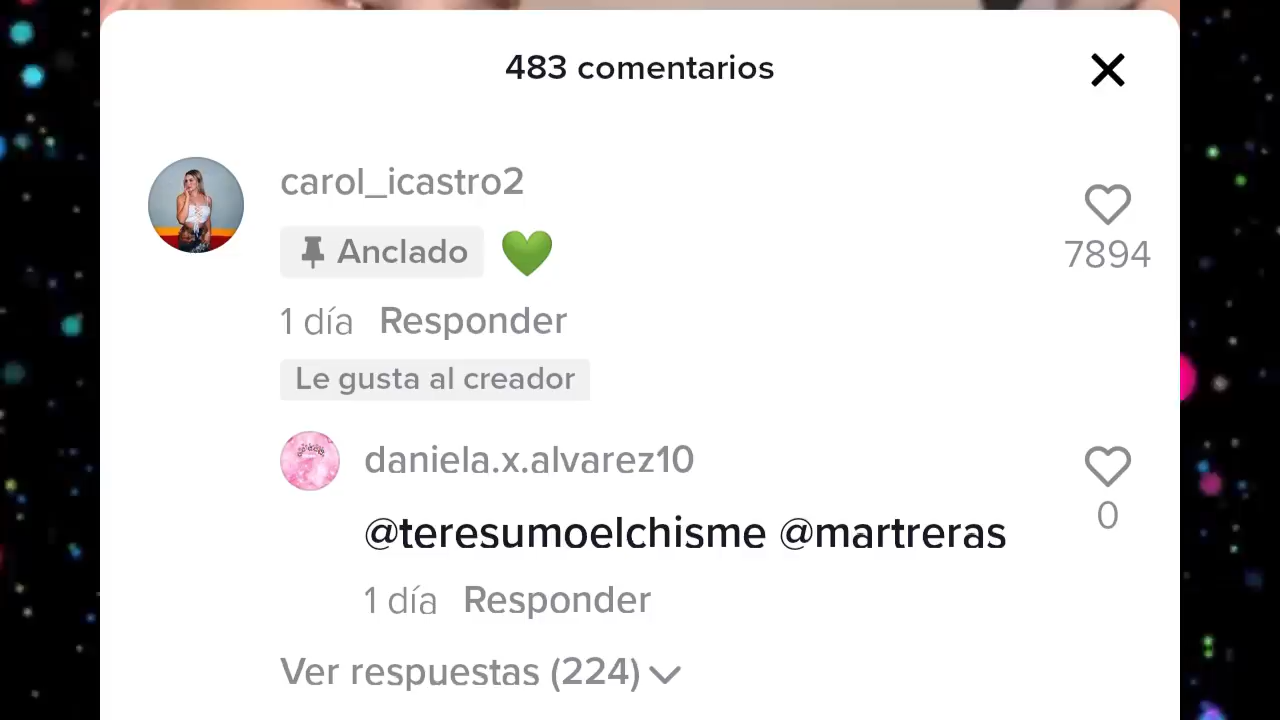 483 comentarios
carol_icastro2
Anclado 💚
7894
1 día Responder
Le gusta al creador
daniela.x.alvarez10
@teresumoelchisme @martreras
0
1 día Responder
Ver respuestas (224)